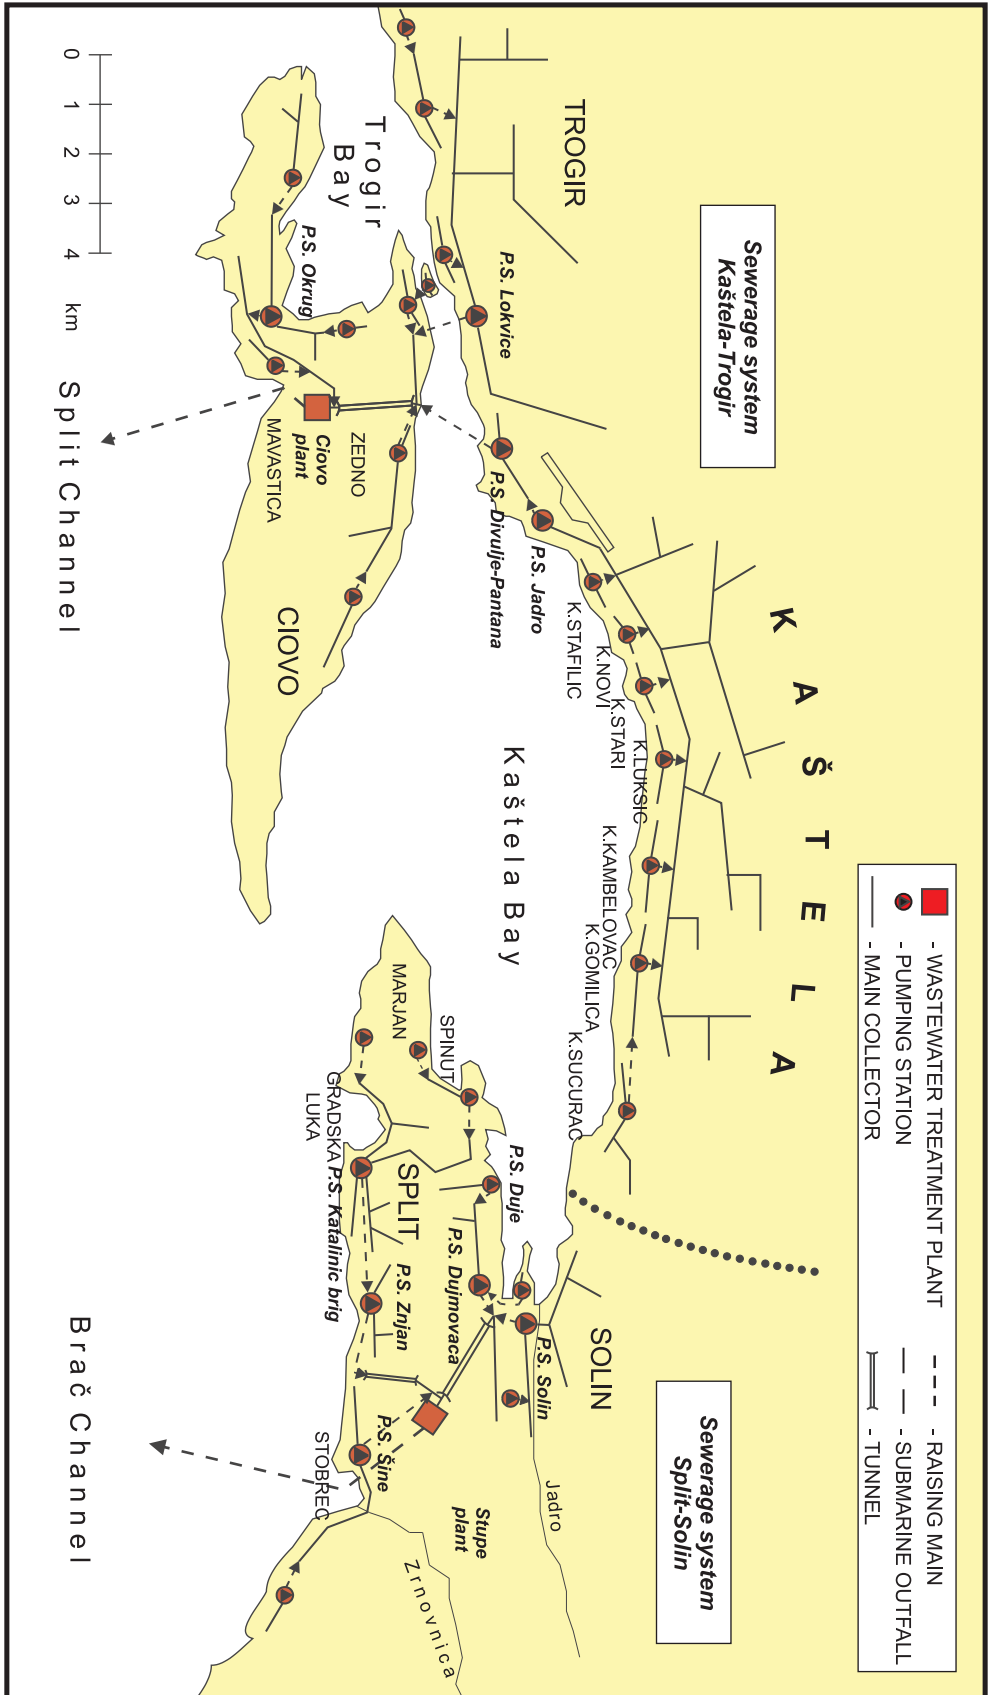 - WASTEWATER TREATMENT PLANT
- PUMPING STATION
- MAIN COLLECTOR
- RAISING MAIN
- SUBMARINE OUTFALL
- TUNNEL
KAŠTELA
Sewerage system
Kaštela-Trogir
Sewerage system
Split-Solin
TROGIR
SOLIN
P.S. Lokvice
P.S. Jadro
P.S. Divulje-Pantana
K.STAFILIC
K.NOVI
K.STARI
K.LUKSIC
K.KAMBELOVAC
K.GOMILICA
K.SUCURAC
Jadro
Kaštela Bay
P.S. Duje
P.S. Solin
P.S. Dujmovaca
Stupe
plant
SPINUT
MARJAN
SPLIT
P.S. Znjan
P.S. Šine
Zrnovnica
Trogir
Bay
P.S. Okrug
ZEDNO
Ciovo
plant
MAVASTICA
CIOVO
GRADSKA
LUKA
P.S. Katalinic brig
STOBREC
0 1 2 3 4 km
Split Channel
Brač Channel